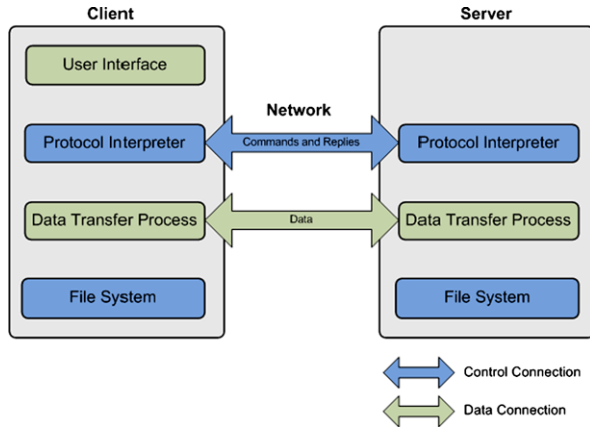 Client
Server
User Interface
Network
Protocol Interpreter
Commands and Replies
Protocol Interpreter
Data Transfer Process
Data
Data Transfer Process
File System
File System
Control Connection
Data Connection